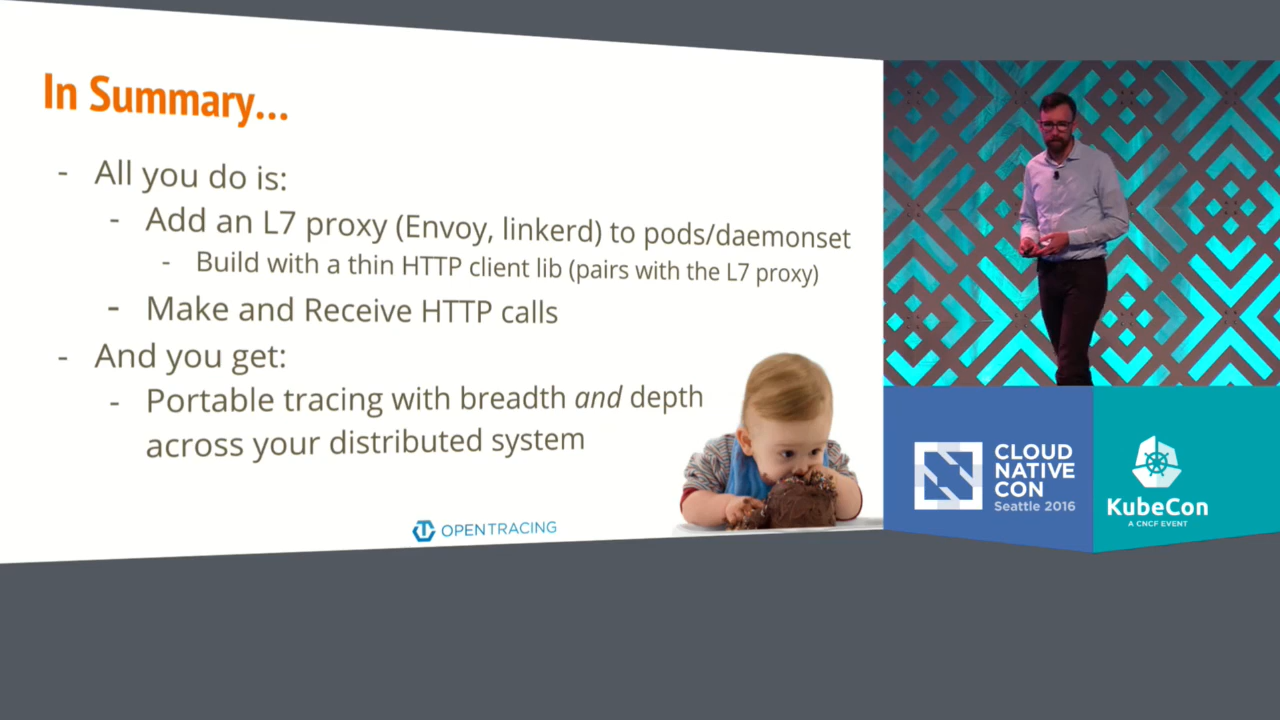 In Summary...
- All you do is:
- Add an L7 proxy (Envoy, linkerd) to pods/daemonset
- Build with a thin HTTP client lib (pairs with the L7 proxy)
- Make and Receive HTTP calls
- And you get:
- Portable tracing with breadth and depth
across your distributed system
OPENTRACING
CLOUD
NATIVE
CON
Seattle 2016
KubeCon
A CNCF EVENT